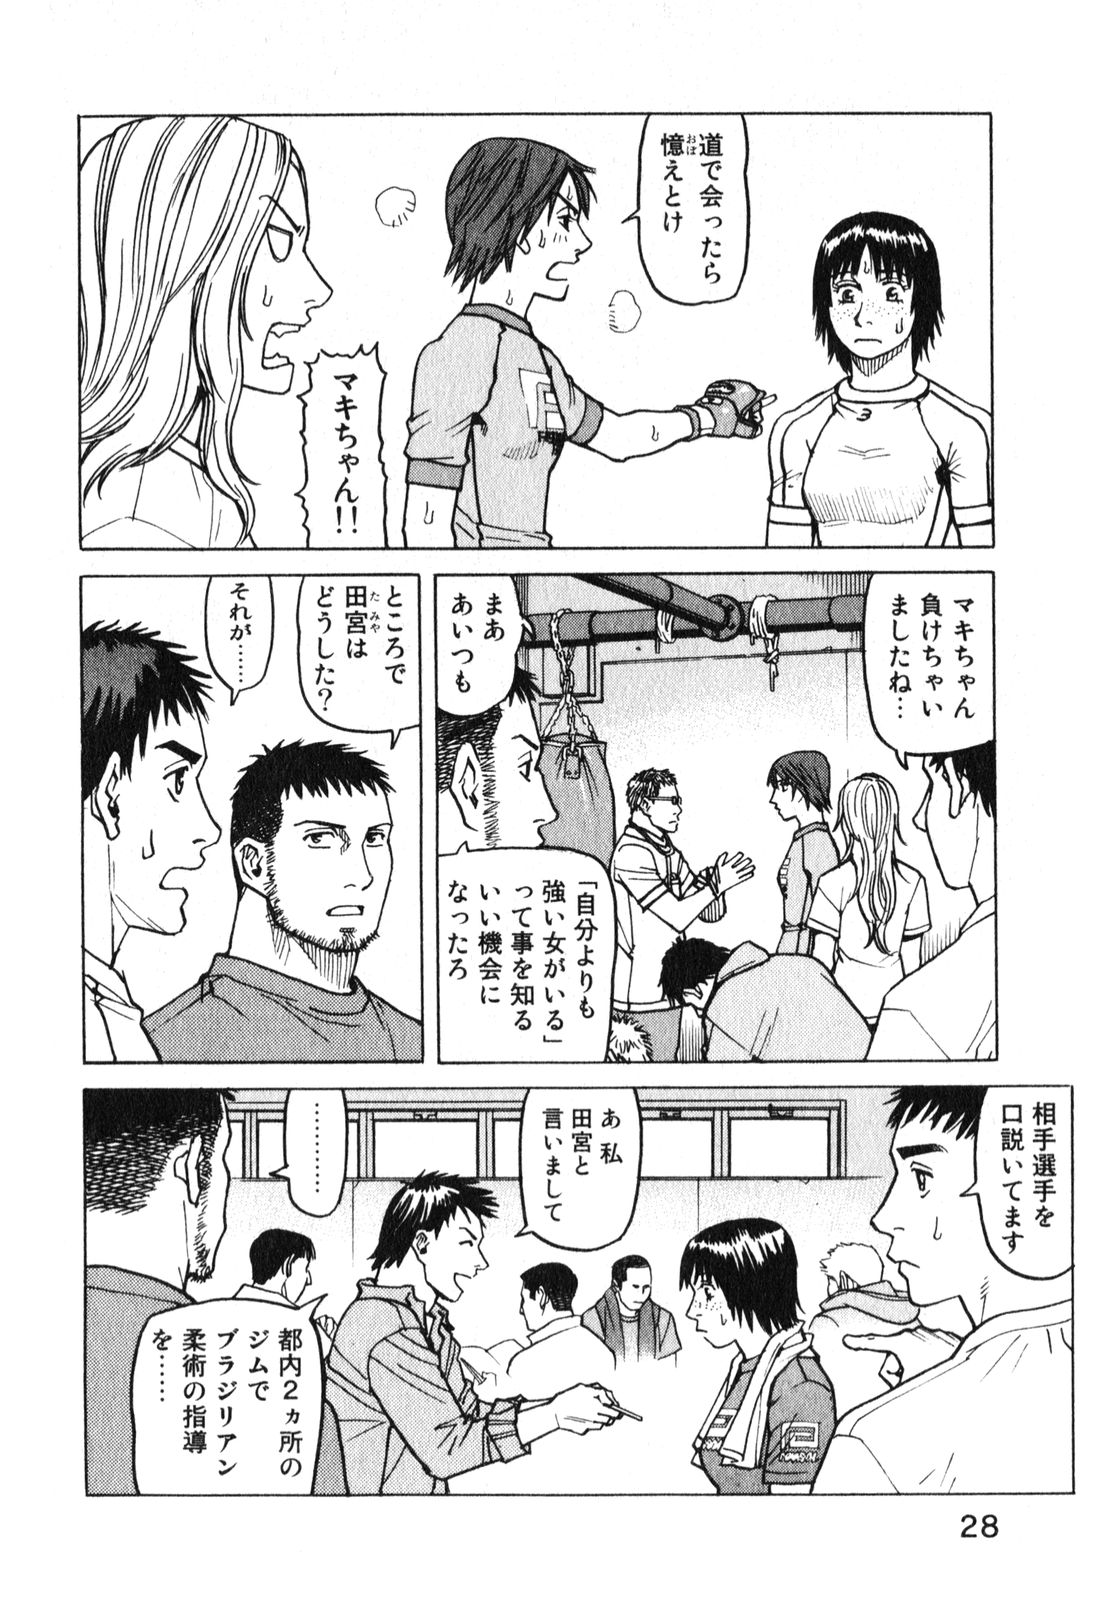 道で会ったら
憶えとけ
おぼ
マキちゃん!!
マキちゃん
負けちゃい
ましたね…
まあ
あいつも
「自分よりも
強い女がいる」
って事を知る
いい機会に
なったろ
ところで
田宮は
たみや
どうした?
それが……
相手選手を
口説いてます
あ 私
田宮と
言いまして
………
都内2ヵ所の
ジムで
ブラジリアン
柔術の指導
を……
28